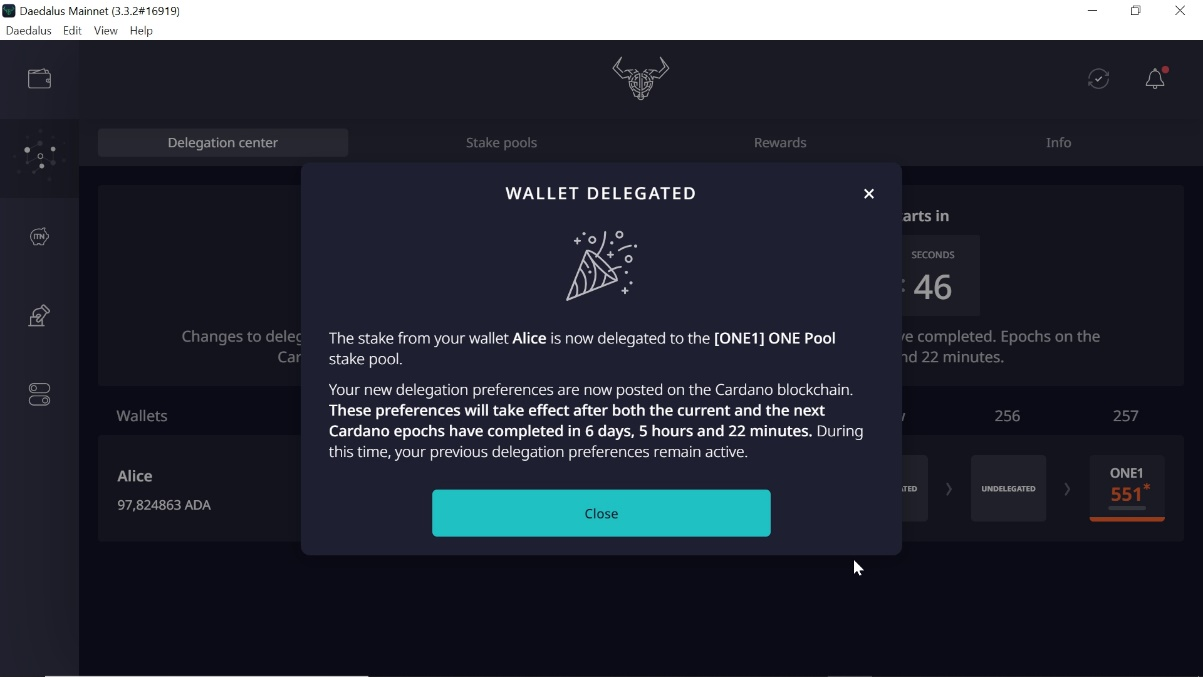 Daedalus Mainnet (3.3.2#16919)
Daedalus Edit View Help
Delegation center Stake pools Rewards Info
WALLET DELEGATED
arts in
SECONDS
: 46
The stake from your wallet Alice is now delegated to the [ONE1] ONE Pool
stake pool.
Changes to
Your new delegation preferences are now posted on the Cardano blockchain.
These preferences will take effect after both the current and the next
Cardano epochs have completed in 6 days, 5 hours and 22 minutes. During
this time, your previous delegation preferences remain active.
completed. Epochs on the
22 minutes.
Wallets 256 257
Alice
97,824863 ADA
UNDELEGATED
ONE1
551*
Close
ITN